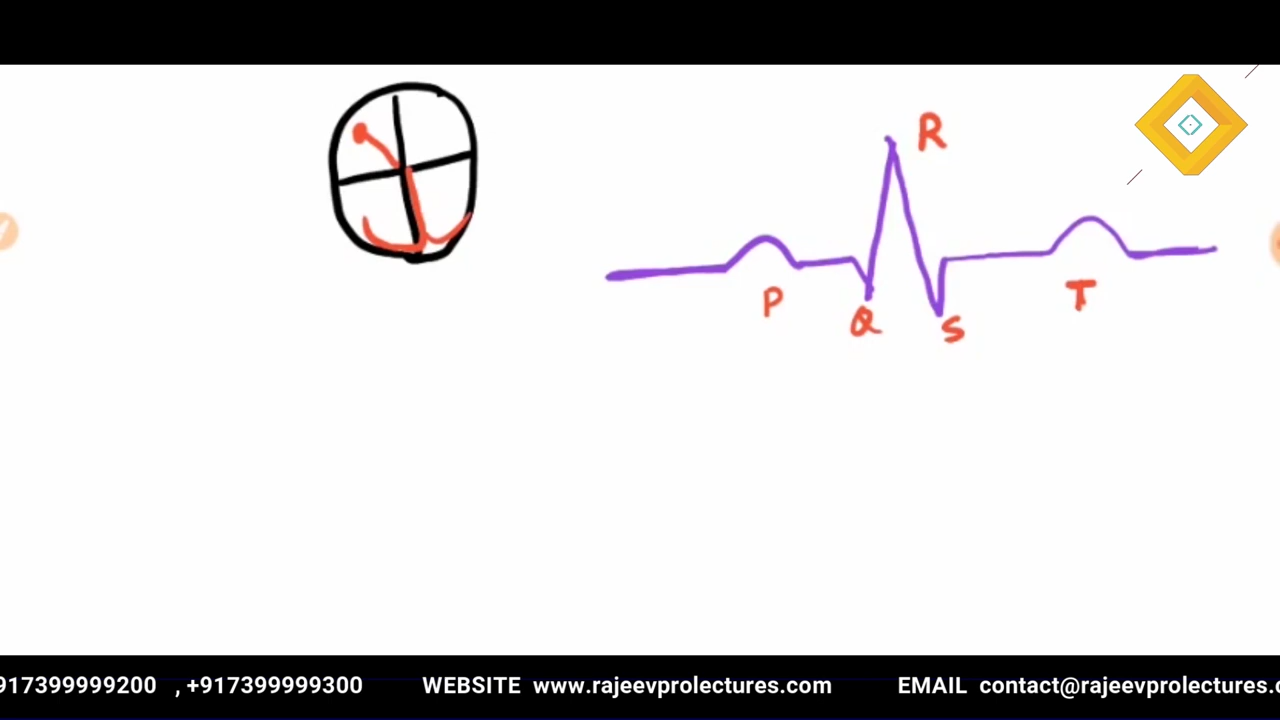 R
P
T
Q
S
917399999200 , +917399999300 WEBSITE www.rajeevprolectures.com EMAIL contact@rajeevprolectures.c